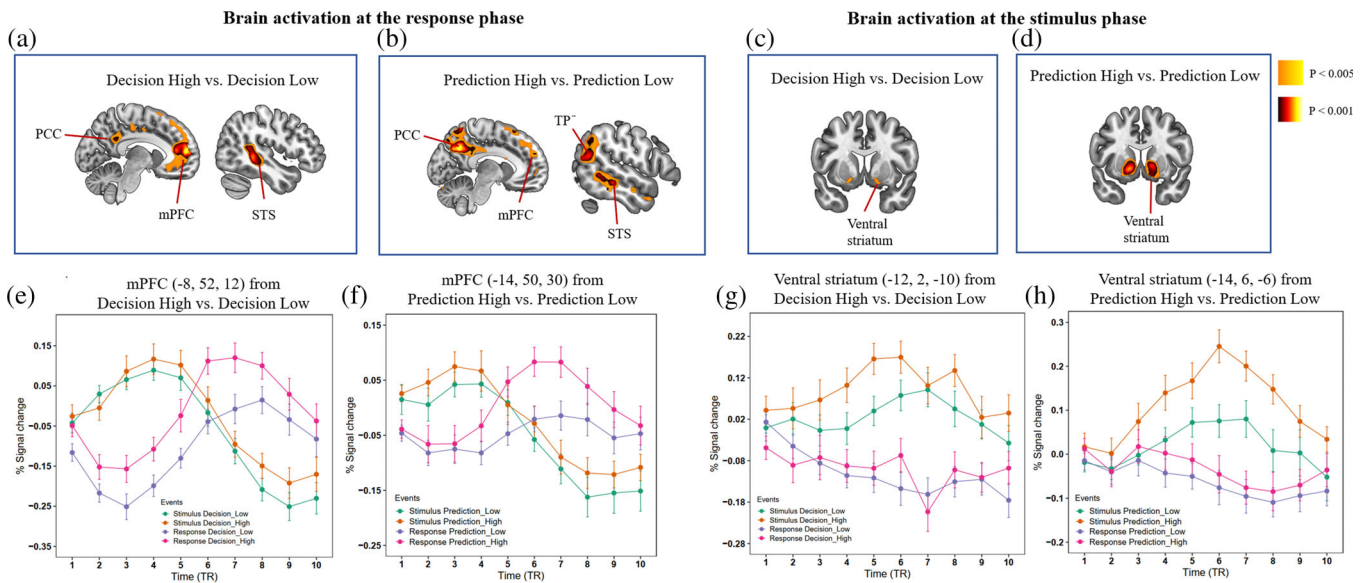 Brain activation at the response phase
Brain activation at the stimulus phase
(a)
Decision High vs. Decision Low
PCC
mPFC
STS
(b)
Prediction High vs. Prediction Low
PCC
TP⁻
mPFC
STS
(c)
Decision High vs. Decision Low
Ventral
striatum
(d)
Prediction High vs. Prediction Low
Ventral
striatum
P < 0.005
P < 0.001
(e)
mPFC (-8, 52, 12) from
Decision High vs. Decision Low
% Signal change
0.15
0.05
−0.05
−0.15
−0.25
−0.35
Events
Stimulus Decision_Low
Stimulus Decision_High
Response Decision_Low
Response Decision_High
1 2 3 4 5 6 7 8 9 10
Time (TR)
(f)
mPFC (-14, 50, 30) from
Prediction High vs. Prediction Low
% Signal change
0.15
0.05
−0.05
−0.15
−0.25
Events
Stimulus Prediction_Low
Stimulus Prediction_High
Response Prediction_Low
Response Prediction_High
1 2 3 4 5 6 7 8 9 10
Time (TR)
(g)
Ventral striatum (-12, 2, -10) from
Decision High vs. Decision Low
% Signal change
0.22
0.12
0.02
−0.08
−0.18
−0.28
Events
Stimulus Decision_Low
Stimulus Decision_High
Response Decision_Low
Response Decision_High
1 2 3 4 5 6 7 8 9 10
Time (TR)
(h)
Ventral striatum (-14, 6, -6) from
Prediction High vs. Prediction Low
% Signal change
0.3
0.2
0.1
0.0
−0.1
−0.2
Events
Stimulus Prediction_Low
Stimulus Prediction_High
Response Prediction_Low
Response Prediction_High
1 2 3 4 5 6 7 8 9 10
Time (TR)